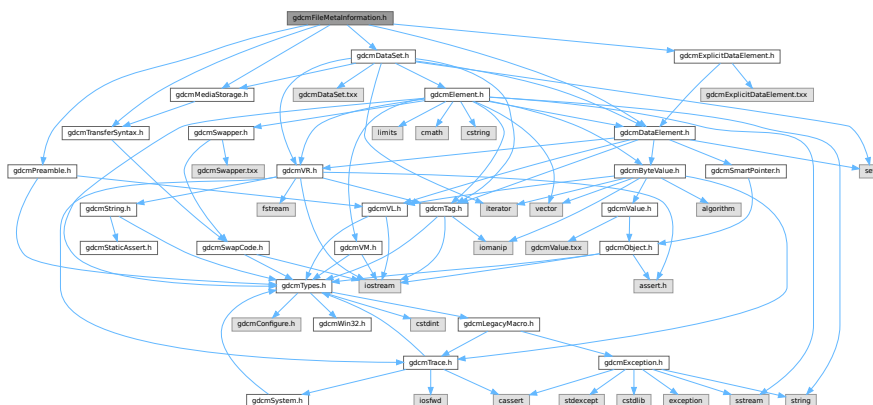 gdcmFileMetaInformation.h
gdcmDataSet.h
gdcmExplicitDataElement.h
gdcmMediaStorage.h
gdcmDataSet.txx
gdcmElement.h
gdcmExplicitDataElement.txx
gdcmTransferSyntax.h
gdcmSwapper.h
limits
cmath
cstring
gdcmDataElement.h
gdcmPreamble.h
gdcmSwapper.txx
gdcmVR.h
gdcmByteValue.h
gdcmSmartPointer.h
gdcmString.h
fstream
gdcmVL.h
gdcmTag.h
iterator
vector
gdcmValue.h
algorithm
gdcmStaticAssert.h
gdcmSwapCode.h
gdcmVM.h
iomanip
gdcmValue.txx
gdcmObject.h
gdcmTypes.h
iostream
assert.h
gdcmConfigure.h
gdcmWin32.h
cstdint
gdcmLegacyMacro.h
gdcmTrace.h
gdcmException.h
gdcmSystem.h
iosfwd
cassert
stdexcept
cstdlib
exception
sstream
string